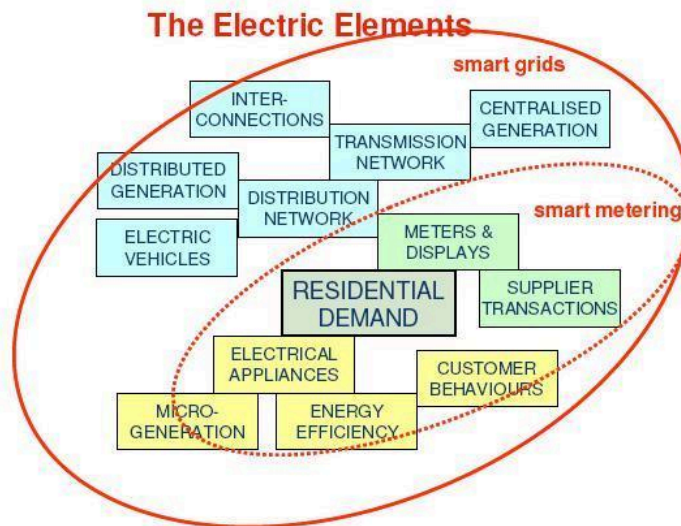 The Electric Elements
smart grids
INTER-
CONNECTIONS
CENTRALISED
GENERATION
TRANSMISSION
NETWORK
DISTRIBUTED
GENERATION
DISTRIBUTION
NETWORK
smart metering
ELECTRIC
VEHICLES
METERS &
DISPLAYS
RESIDENTIAL
DEMAND
SUPPLIER
TRANSACTIONS
ELECTRICAL
APPLIANCES
CUSTOMER
BEHAVIOURS
MICRO-
GENERATION
ENERGY
EFFICIENCY